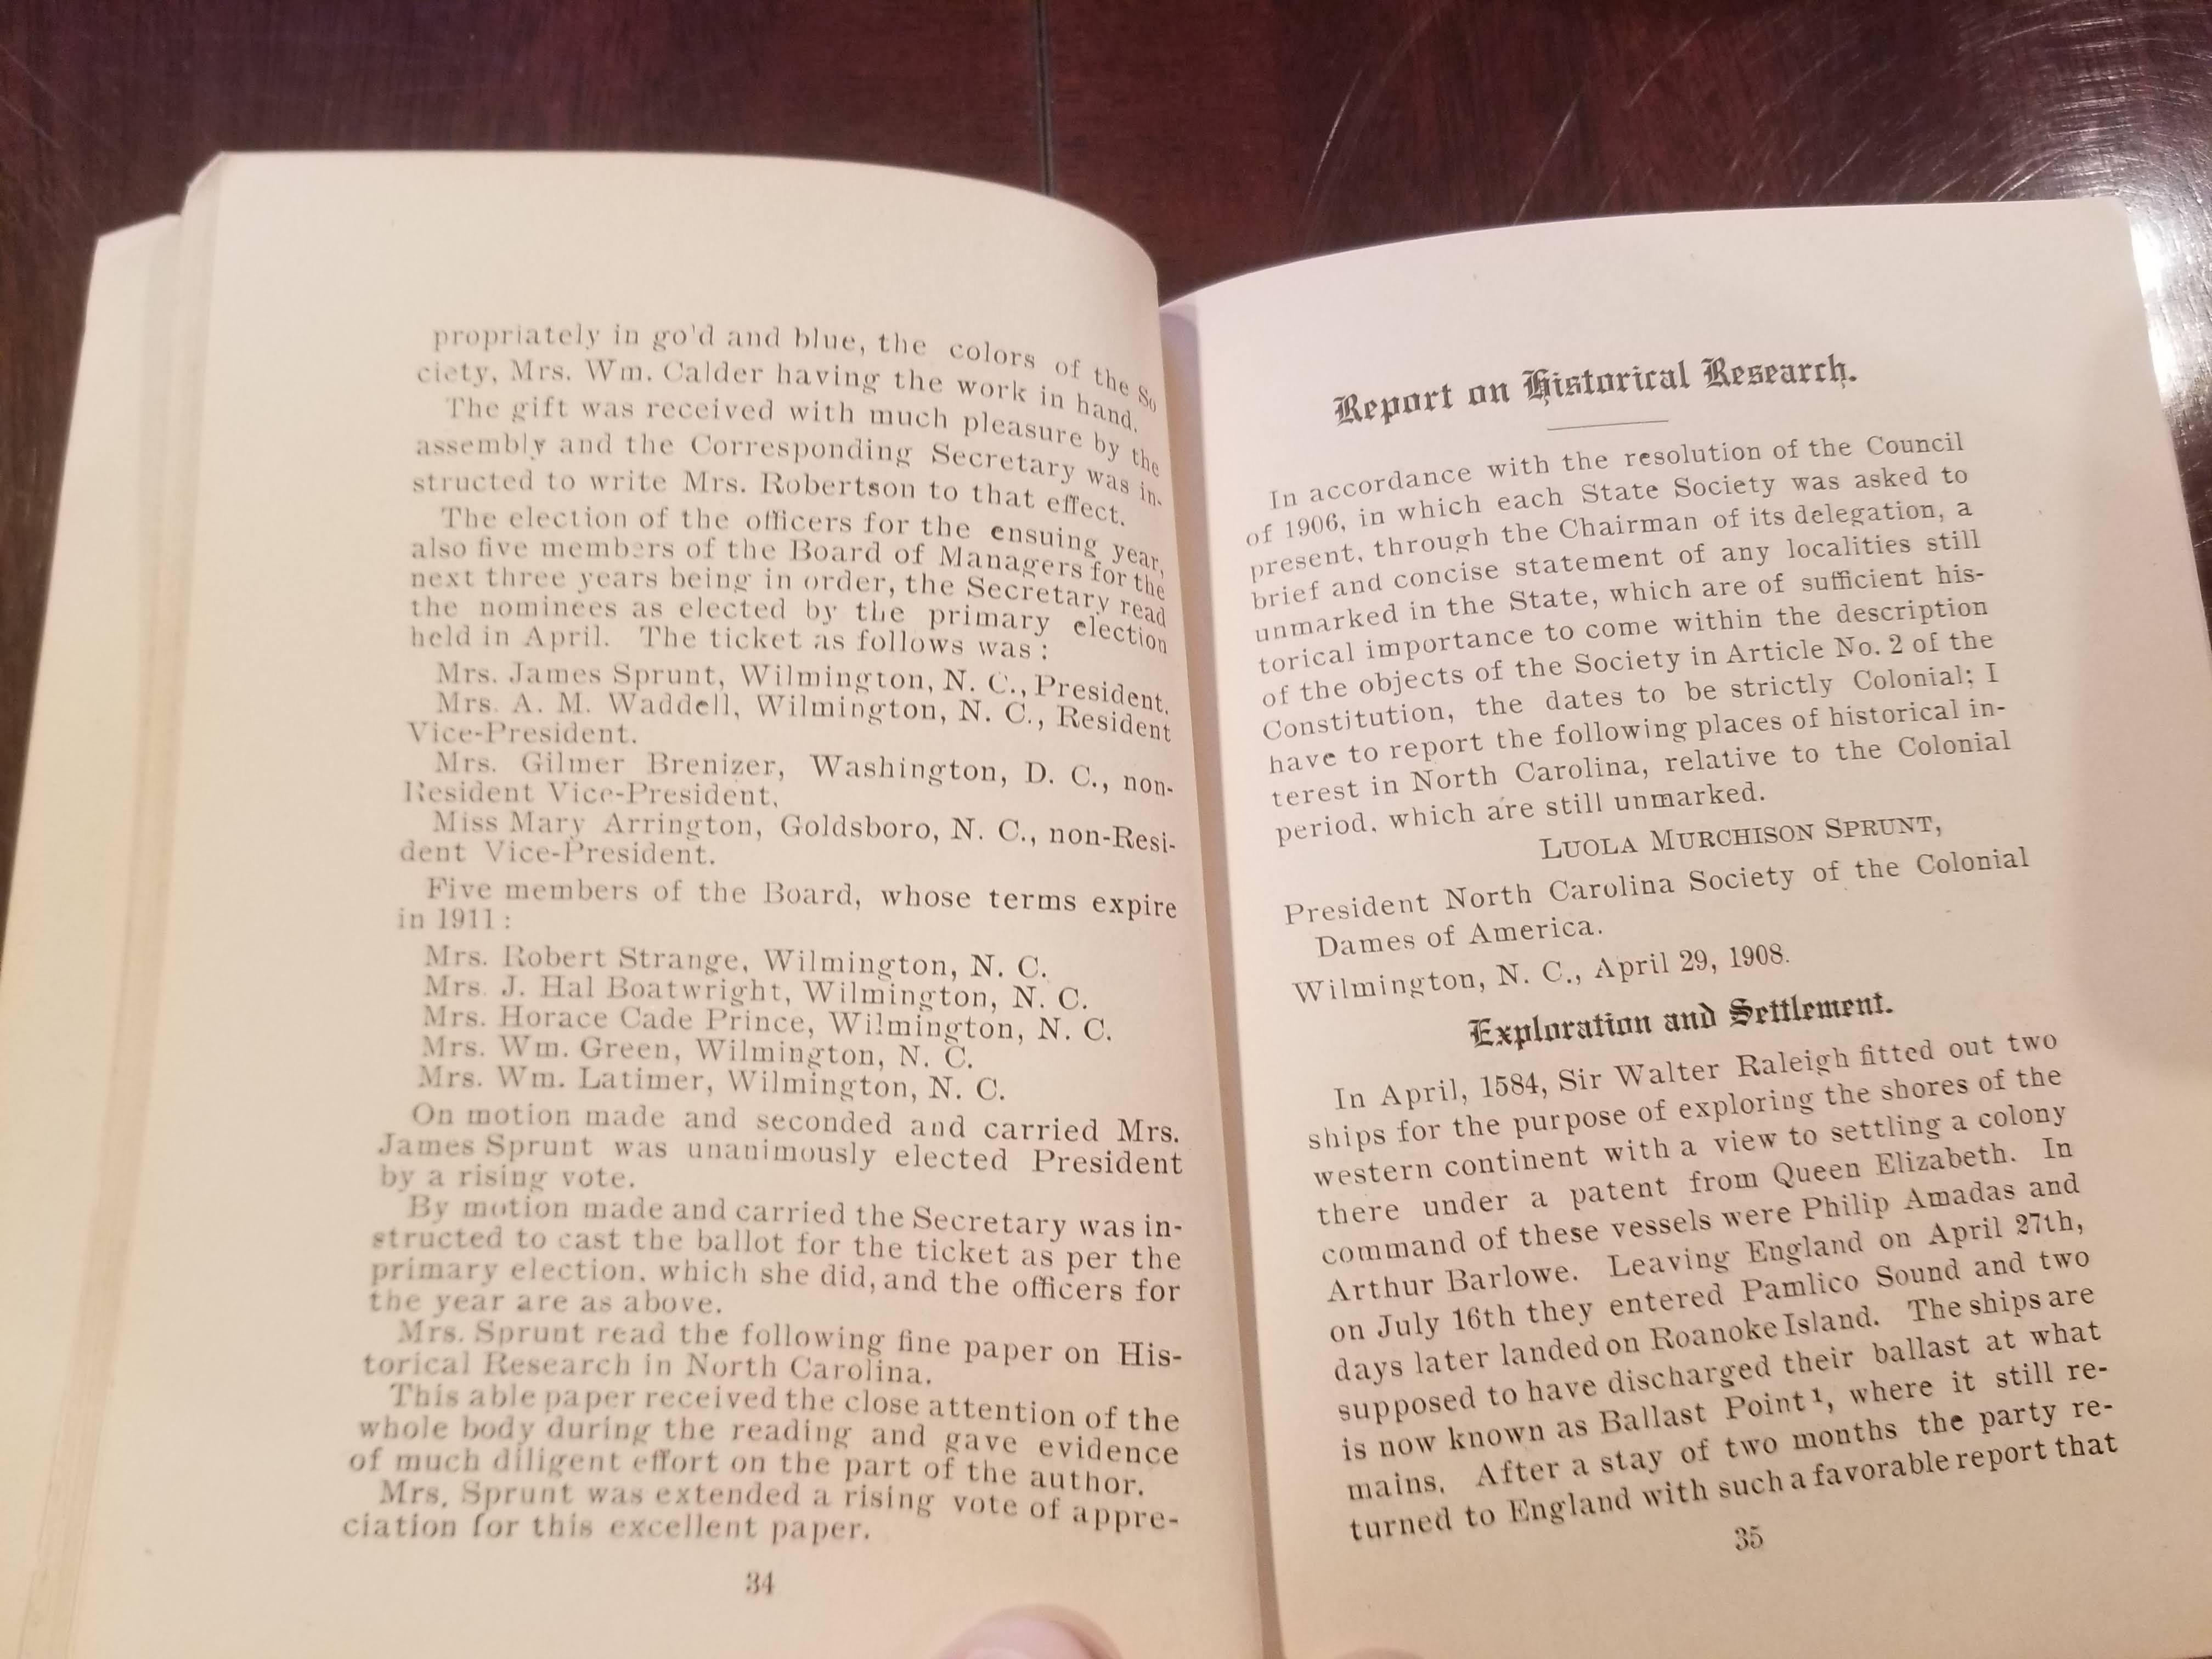 propriately in go'd and blue, the colors of the So
ciety, Mrs. Wm. Calder having the work in hand.
The gift was received with much pleasure by the
assembly and the Corresponding Secretary was in-
structed to write Mrs. Robertson to that effect.
The election of the officers for the ensuing year,
also five members of the Board of Managers for the
next three years being in order, the Secretary read
the nominees as elected by the primary election
held in April. The ticket as follows was:
Mrs. James Sprunt, Wilmington, N. C., President.
Mrs. A. M. Waddell, Wilmington, N. C., Resident
Vice-President.
Mrs. Gilmer Brenizer, Washington, D. C., non-
Resident Vice-President.
Miss Mary Arrington, Goldsboro, N. C., non-Resi-
dent Vice-President.
Five members of the Board, whose terms expire
in 1911:
Mrs. Robert Strange, Wilmington, N. C.
Mrs. J. Hal Boatwright, Wilmington, N. C.
Mrs. Horace Cade Prince, Wilmington, N. C.
Mrs. Wm. Green, Wilmington, N. C.
Mrs. Wm. Latimer, Wilmington, N. C.
On motion made and seconded and carried Mrs.
James Sprunt was unanimously elected President
by a rising vote.
By motion made and carried the Secretary was in-
structed to cast the ballot for the ticket as per the
primary election, which she did, and the officers for
the year are as above.
Mrs. Sprunt read the following fine paper on His-
torical Research in North Carolina.
This able paper received the close attention of the
whole body during the reading and gave evidence
of much diligent effort on the part of the author.
Mrs. Sprunt was extended a rising vote of appre-
ciation for this excellent paper.
34
Report on Historical Research.
In accordance with the resolution of the Council
of 1906, in which each State Society was asked to
present, through the Chairman of its delegation, a
brief and concise statement of any localities still
unmarked in the State, which are of sufficient his-
torical importance to come within the description
of the objects of the Society in Article No. 2 of the
Constitution, the dates to be strictly Colonial; I
have to report the following places of historical in-
terest in North Carolina, relative to the Colonial
period, which are still unmarked.
LUOLA MURCHISON SPRUNT,
President North Carolina Society of the Colonial
Dames of America.
Wilmington, N. C., April 29, 1908.
Exploration and Settlement.
In April, 1584, Sir Walter Raleigh fitted out two
ships for the purpose of exploring the shores of the
western continent with a view to settling a colony
there under a patent from Queen Elizabeth. In
command of these vessels were Philip Amadas and
Arthur Barlowe. Leaving England on April 27th,
on July 16th they entered Pamlico Sound and two
days later landed on Roanoke Island. The ships are
supposed to have discharged their ballast at what
is now known as Ballast Point¹, where it still re-
mains. After a stay of two months the party re-
turned to England with such a favorable report that
35